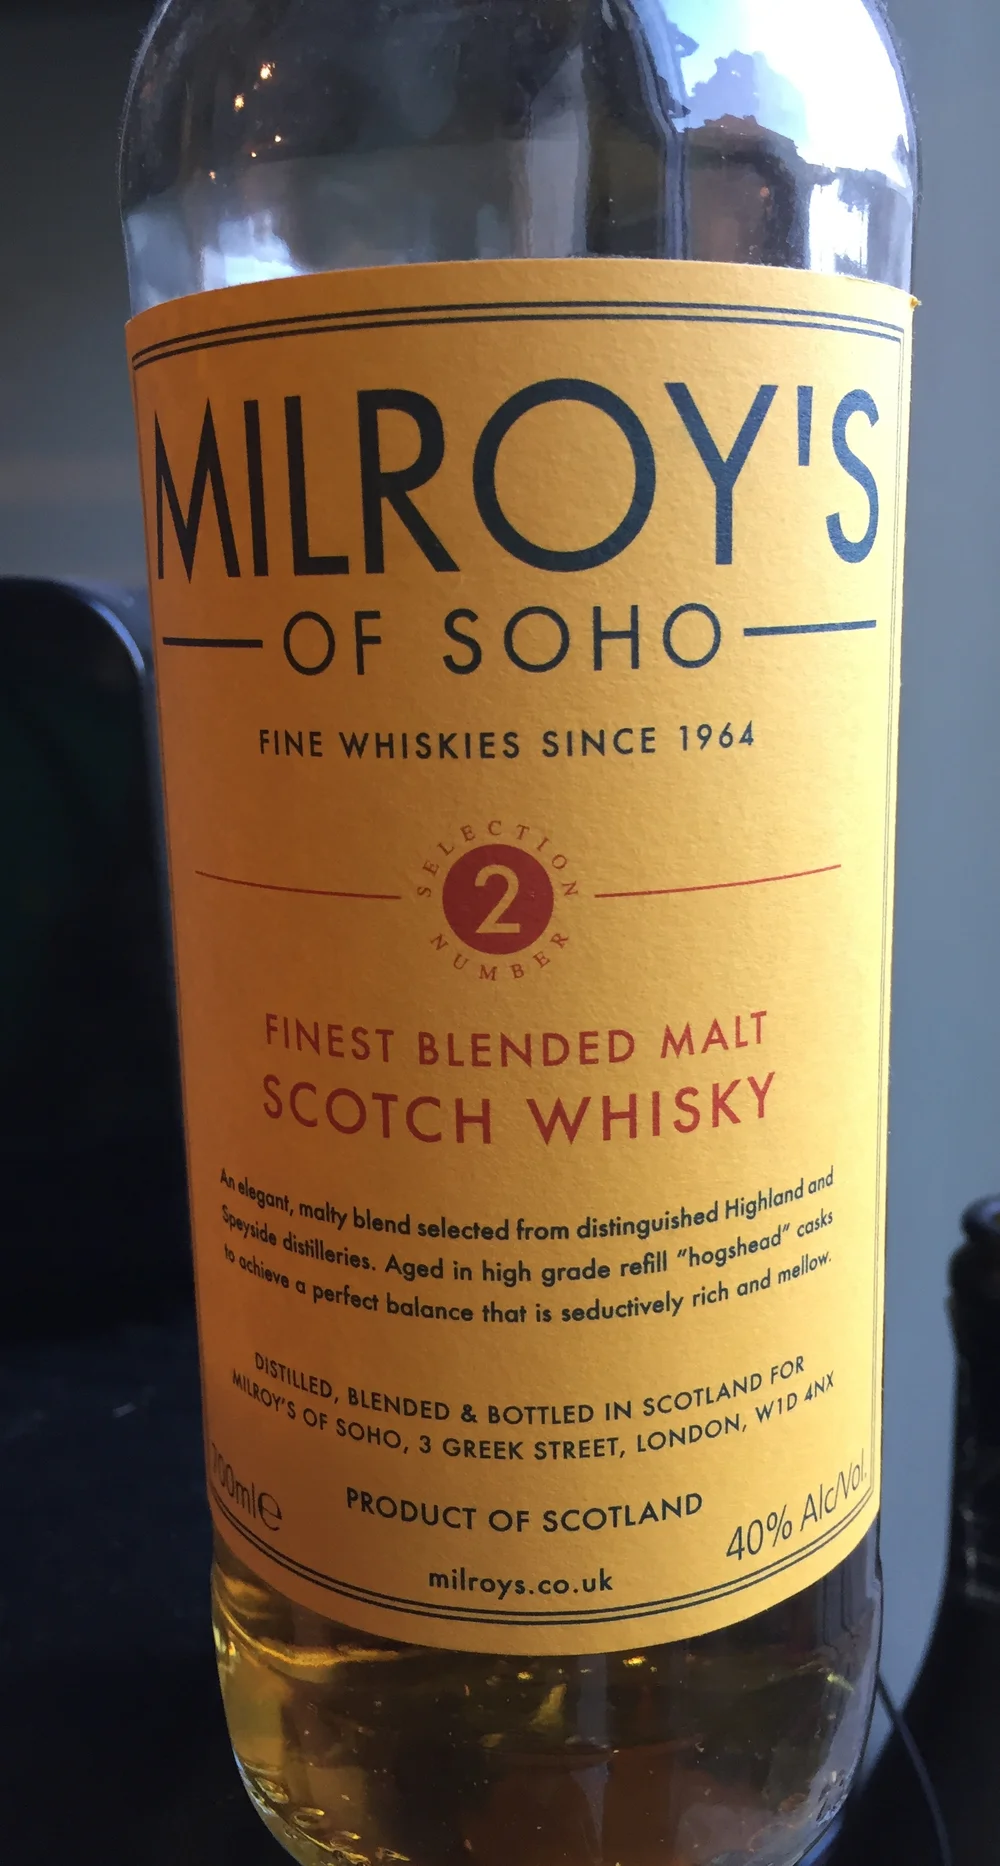 MILROY'S
OF SOHO
FINE WHISKIES SINCE 1964
SELECTION
2
NUMBER
FINEST BLENDED MALT
SCOTCH WHISKY
An elegant, malty blend selected from distinguished Highland and
Speyside distilleries. Aged in high grade refill "hogshead" casks
to achieve a perfect balance that is seductively rich and mellow.
DISTILLED, BLENDED & BOTTLED IN SCOTLAND FOR
MILROY'S OF SOHO, 3 GREEK STREET, LONDON, W1D 4NX
700ml℮
PRODUCT OF SCOTLAND
40% Alc/Vol.
milroys.co.uk